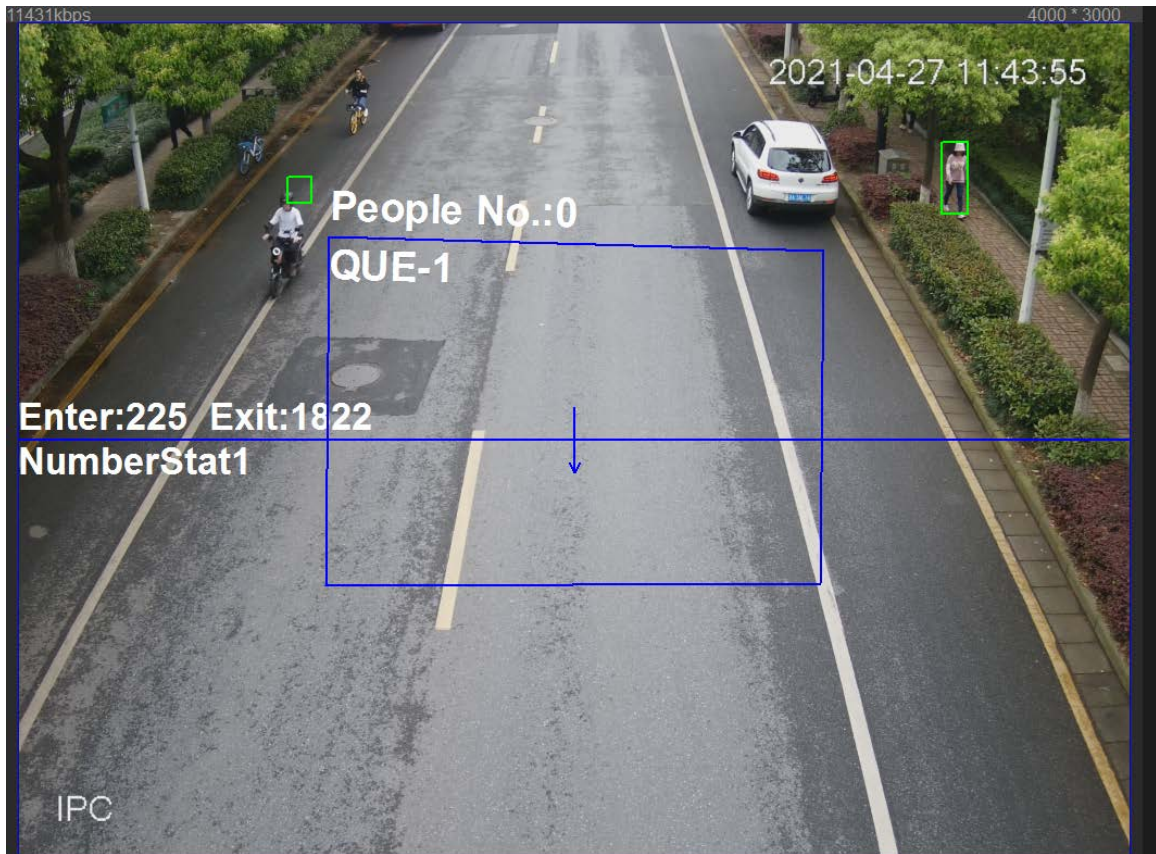 11431kbps
4000 * 3000
2021-04-27 11:43:55
People No.:0
QUE-1
Enter:225 Exit:1822
NumberStat1
IPC